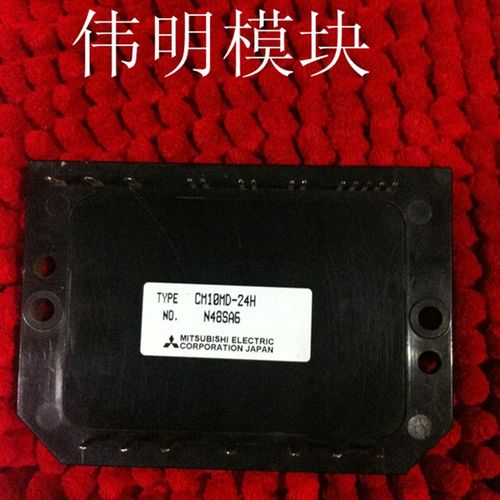 伟明模块
TYPE CM10MD-24H
NO. N48SA6
MITSUBISHI ELECTRIC
CORPORATION JAPAN